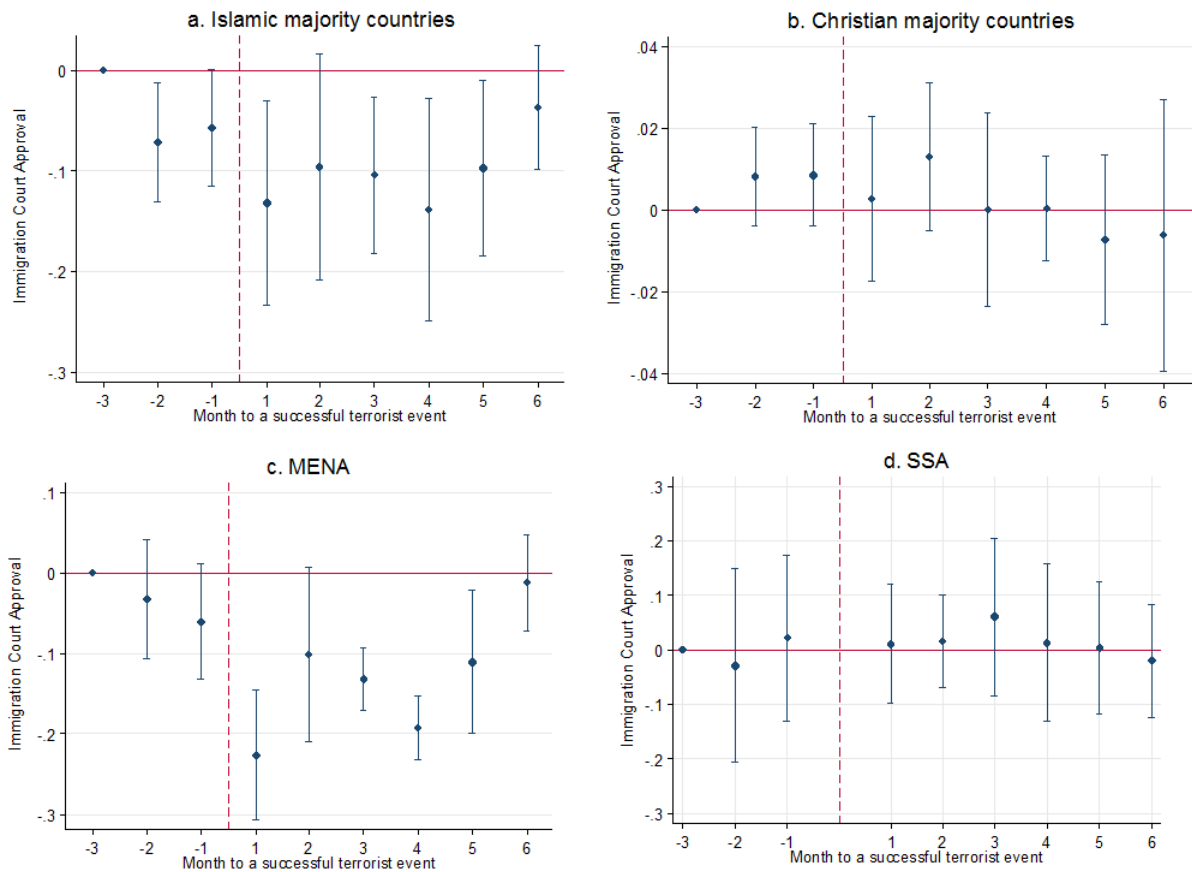 a. Islamic majority countries
Immigration Court Approval
0
-.1
-.2
-.3
-3 -2 -1 1 2 3 4 5 6
Month to a successful terrorist event
b. Christian majority countries
Immigration Court Approval
.04
.02
0
-.02
-.04
-3 -2 -1 1 2 3 4 5 6
Month to a successful terrorist event
c. MENA
Immigration Court Approval
.1
0
-.1
-.2
-.3
-3 -2 -1 1 2 3 4 5 6
Month to a successful terrorist event
d. SSA
Immigration Court Approval
.3
.2
.1
0
-.1
-.2
-.3
-3 -2 -1 1 2 3 4 5 6
Month to a successful terrorist event